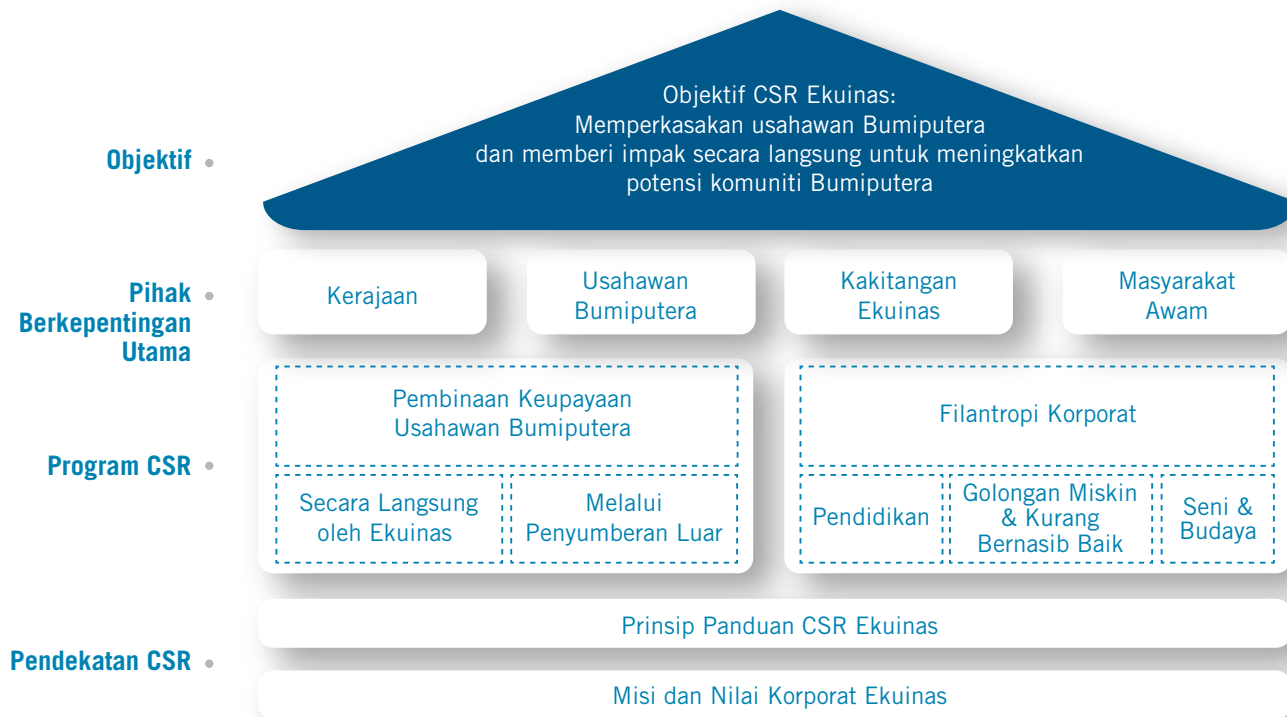 Objektif CSR Ekuinas:
Memperkasakan usahawan Bumiputera
dan memberi impak secara langsung untuk meningkatkan
potensi komuniti Bumiputera
Objektif
Pihak
Berkepentingan
Utama
Kerajaan
Usahawan
Bumiputera
Kakitangan
Ekuinas
Masyarakat
Awam
Program CSR
Pembinaan Keupayaan
Usahawan Bumiputera
Filantropi Korporat
Secara Langsung
oleh Ekuinas
Melalui
Penyumberan Luar
Pendidikan
Golongan Miskin
& Kurang
Bernasib Baik
Seni &
Budaya
Pendekatan CSR
Prinsip Panduan CSR Ekuinas
Misi dan Nilai Korporat Ekuinas